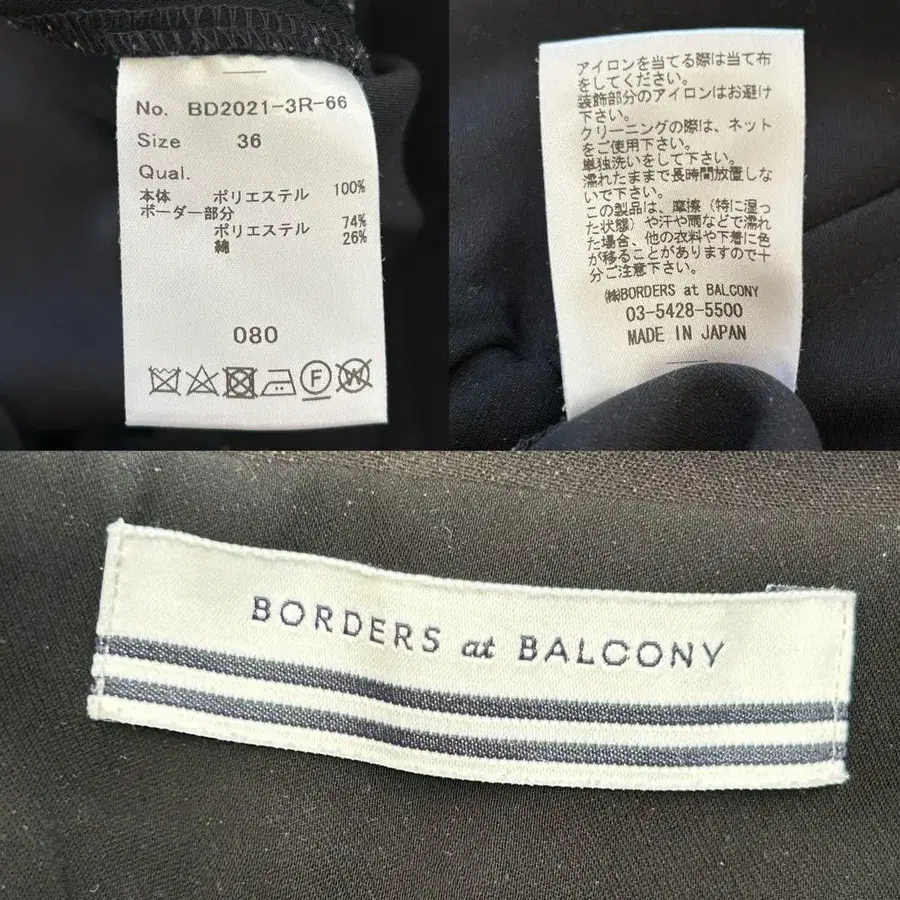 No. BD2021-3R-66
Size 36
Qual.
本体 ポリエステル 100%
ボーダー部分
ポリエステル 74%
綿 26%
080
F
W
アイロンを当てる際は当て布
をしてください。
装飾部分のアイロンはお避け
下さい。
クリーニングの際は、ネット
をご使用下さい。
単独洗いをして下さい。
濡れたままで長時間放置しな
いで下さい。
この製品は、摩擦(特に湿っ
た状態)や汗や雨などで濡れ
た場合、他の衣料や下着に色
が移ることがありますので十
分ご注意下さい。
㈱BORDERS at BALCONY
03-5428-5500
MADE IN JAPAN
BORDERS at BALCONY